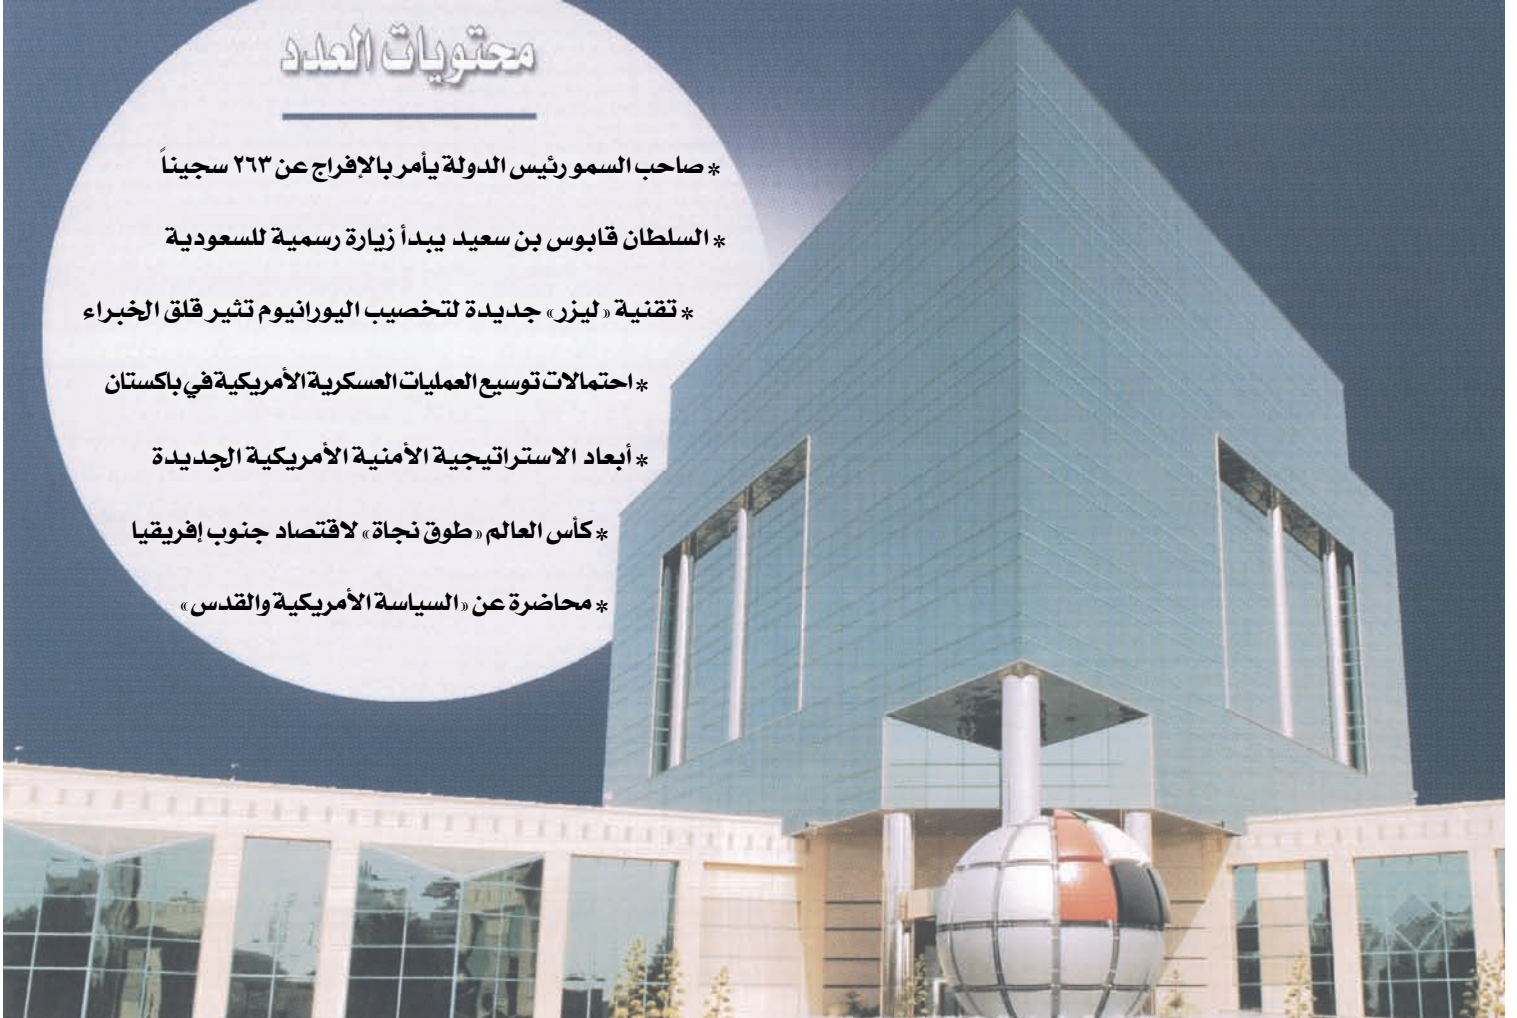 محتويات العدد
* صاحب السمو رئيس الدولة يأمر بالإفراج عن ٢٦٣ سجيناً
* السلطان قابوس بن سعيد يبدأ زيارة رسمية للسعودية
* تقنية «ليزر» جديدة لتخصيب اليورانيوم تثير قلق الخبراء
* احتمالات توسيع العمليات العسكرية الأمريكية في باكستان
* أبعاد الاستراتيجية الأمنية الأمريكية الجديدة
* كأس العالم «طوق نجاة» لاقتصاد جنوب إفريقيا
* محاضرة عن «السياسة الأمريكية والقدس»